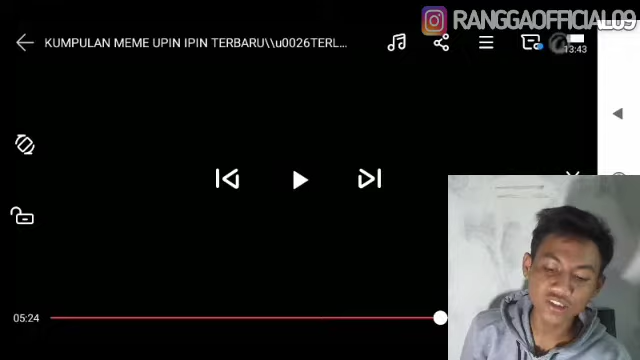 RANGGAOFFICIAL09
KUMPULAN MEME UPIN IPIN TERBARU\\u0026TERL...
13:43
05:24